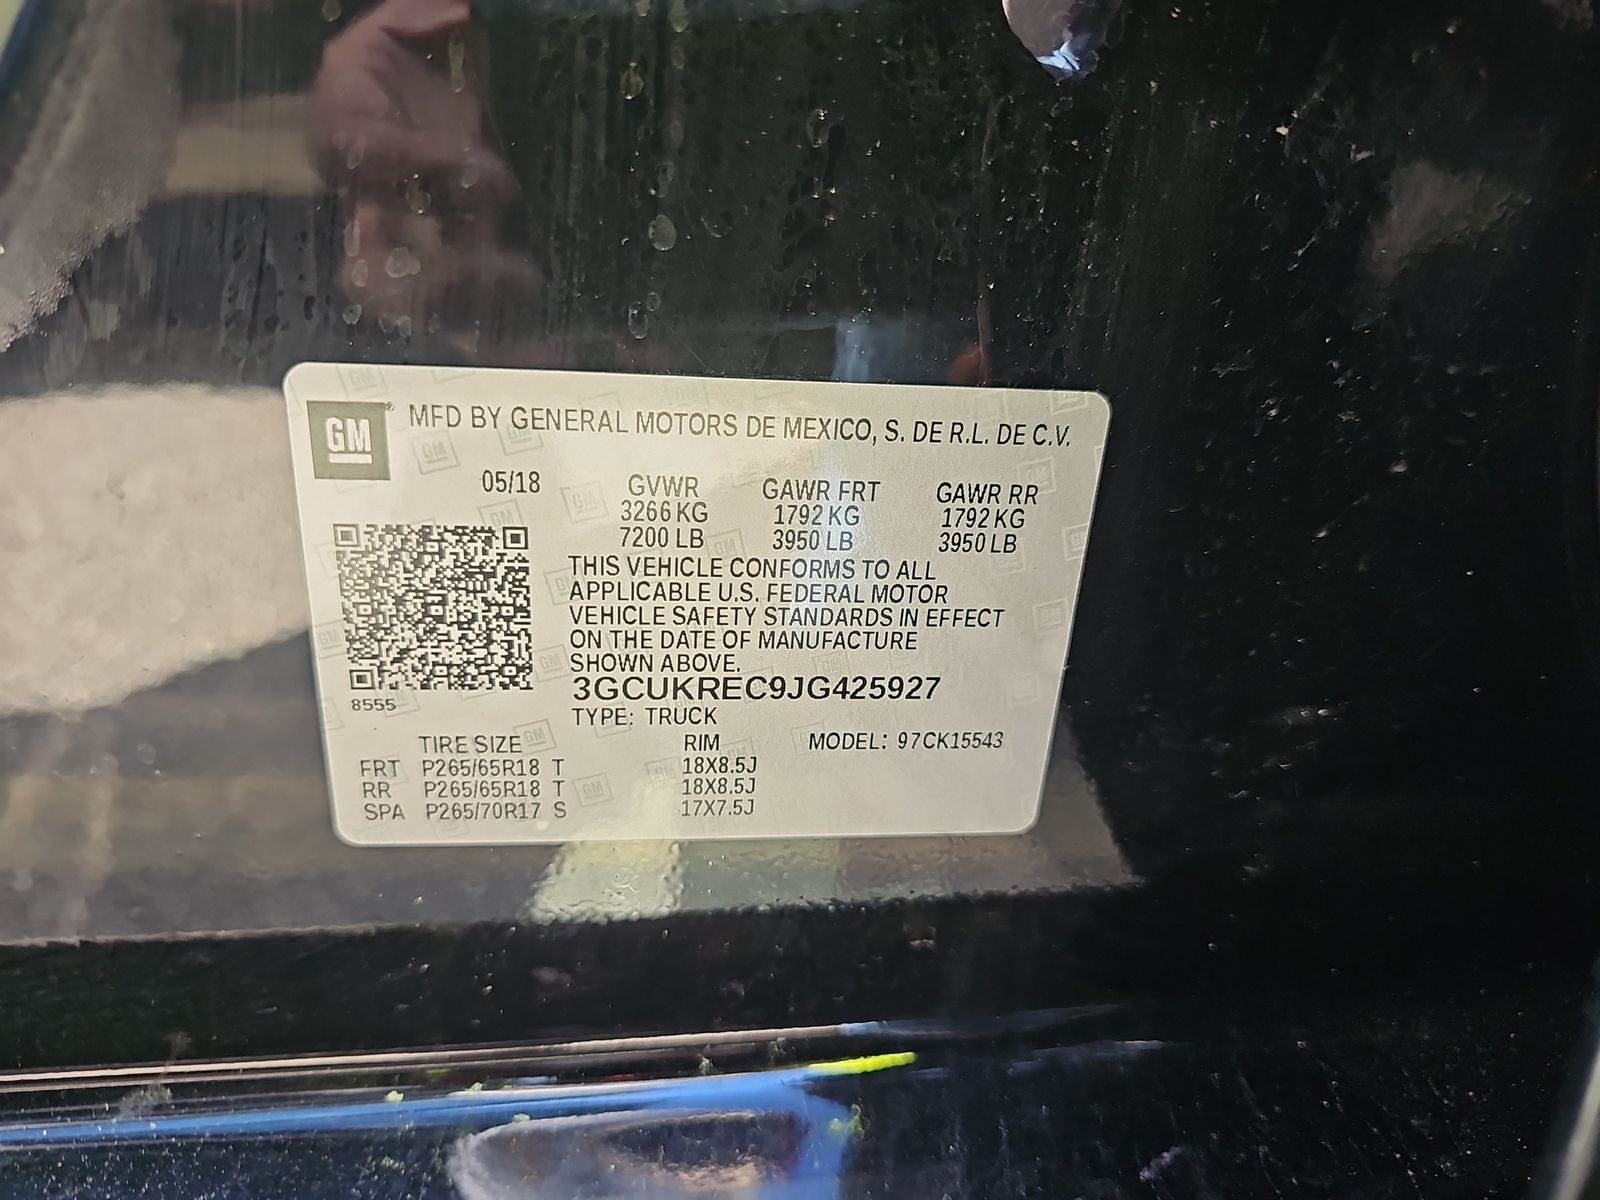 GM® MFD BY GENERAL MOTORS DE MEXICO, S. DE R.L. DE C.V.
05/18 GVWR GAWR FRT GAWR RR
3266 KG 1792 KG 1792 KG
7200 LB 3950 LB 3950 LB
THIS VEHICLE CONFORMS TO ALL
APPLICABLE U.S. FEDERAL MOTOR
VEHICLE SAFETY STANDARDS IN EFFECT
ON THE DATE OF MANUFACTURE
SHOWN ABOVE.
3GCUKREC9JG425927
8555
TYPE: TRUCK
TIRE SIZE RIM MODEL: 97CK15543
FRT P265/65R18 T 18X8.5J
RR P265/65R18 T 18X8.5J
SPA P265/70R17 S 17X7.5J